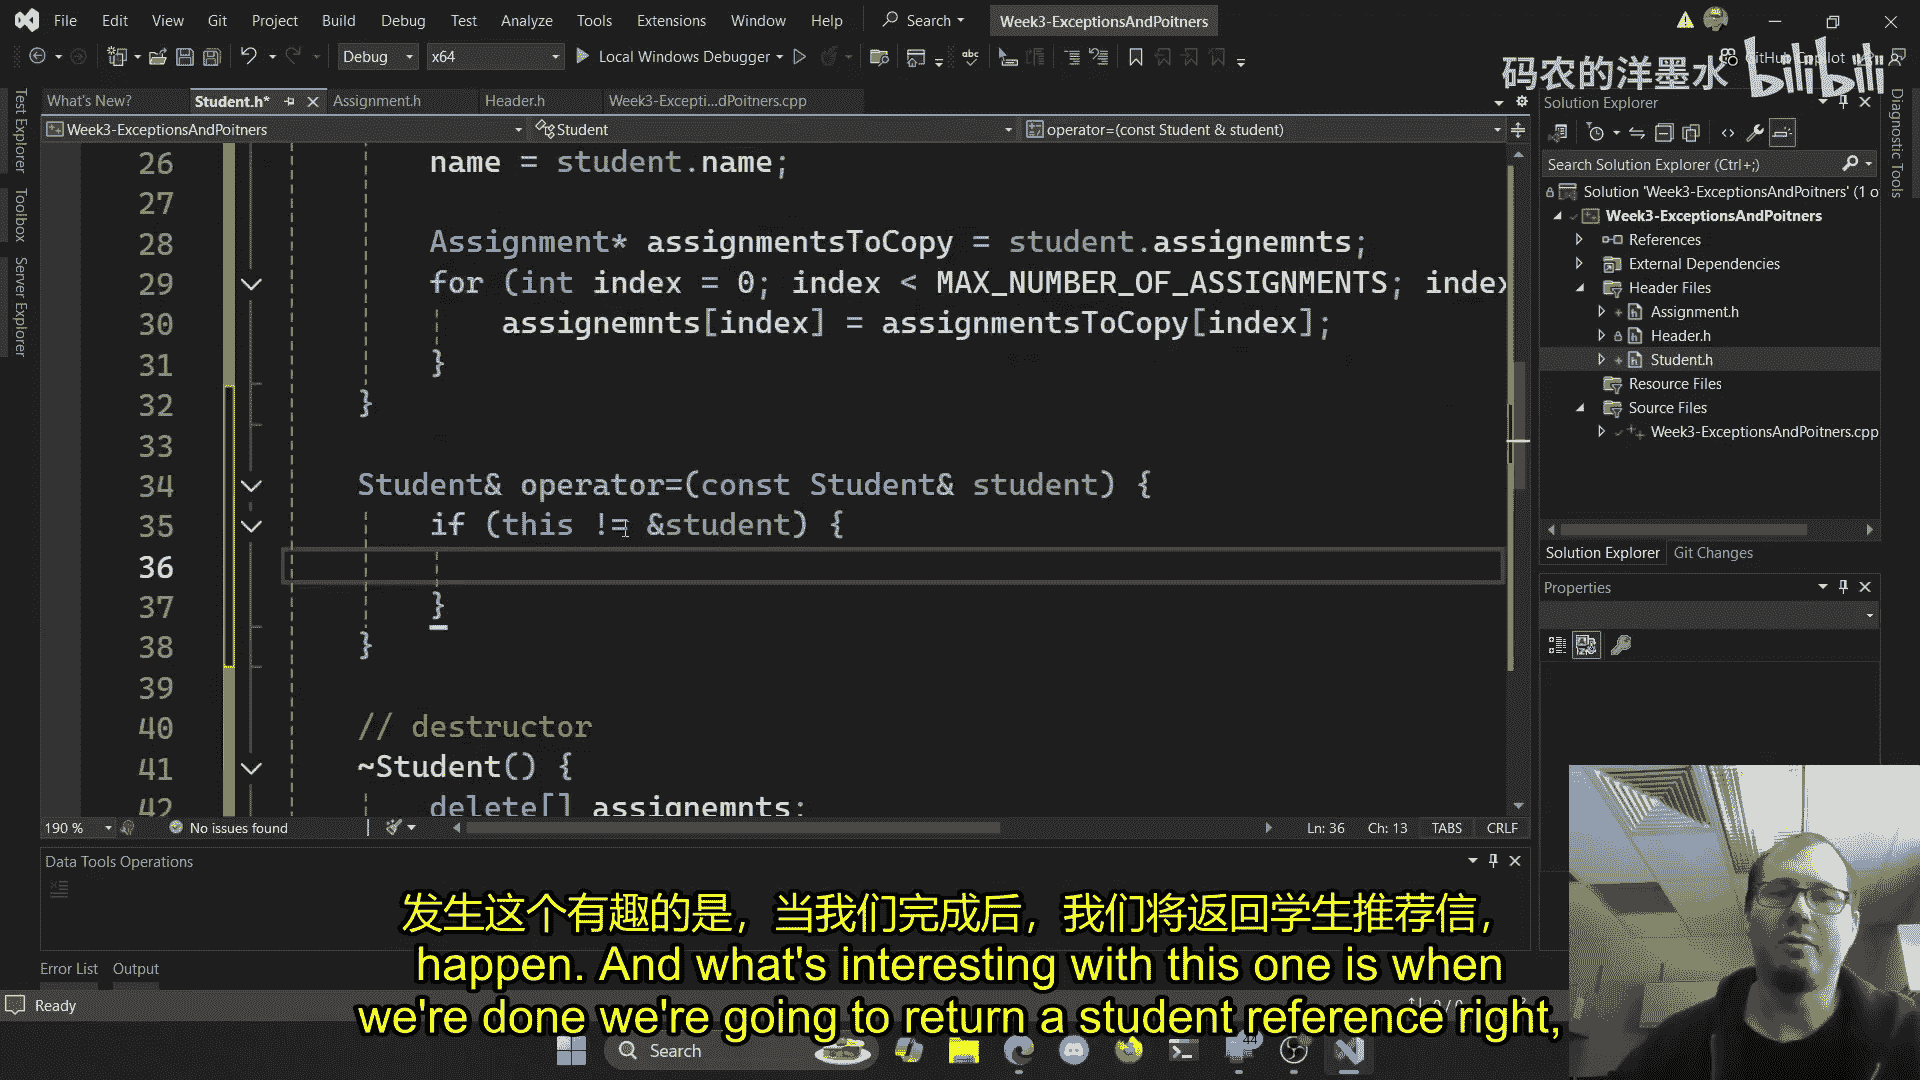 File Edit View Git Project Build Debug Test Analyze Tools Extensions Window Help Search Week3-ExceptionsAndPoitners
Debug x64 Local Windows Debugger
码农的洋墨水 bilibili
What's New? Student.h* Assignment.h Header.h Week3-Excepti...dPoitners.cpp
Week3-ExceptionsAndPoitners Student operator=(const Student & student)
26 name = student.name;
27
28 Assignment* assignmentsToCopy = student.assignemnts;
29 for (int index = 0; index < MAX_NUMBER_OF_ASSIGNMENTS; index
30 assignemnts[index] = assignmentsToCopy[index];
31 }
32 }
33
34 Student& operator=(const Student& student) {
35 if (this != &student) {
36
37 }
38 }
39
40 // destructor
41 ~Student() {
42 delete[] assignemnts;
190 % No issues found Ln: 36 Ch: 13 TABS CRLF
Data Tools Operations
Error List Output
Ready
Test Explorer
Toolbox
Server Explorer
Solution Explorer
Search Solution Explorer (Ctrl+;)
Solution 'Week3-ExceptionsAndPoitners' (1 o
Week3-ExceptionsAndPoitners
References
External Dependencies
Header Files
Assignment.h
Header.h
Student.h
Resource Files
Source Files
Week3-ExceptionsAndPoitners.cpp
Solution Explorer Git Changes
Properties
Diagnostic Tools
发生这个有趣的是，当我们完成后，我们将返回学生推荐信，
happen. And what's interesting with this one is when
we're done we're going to return a student reference right,
Search